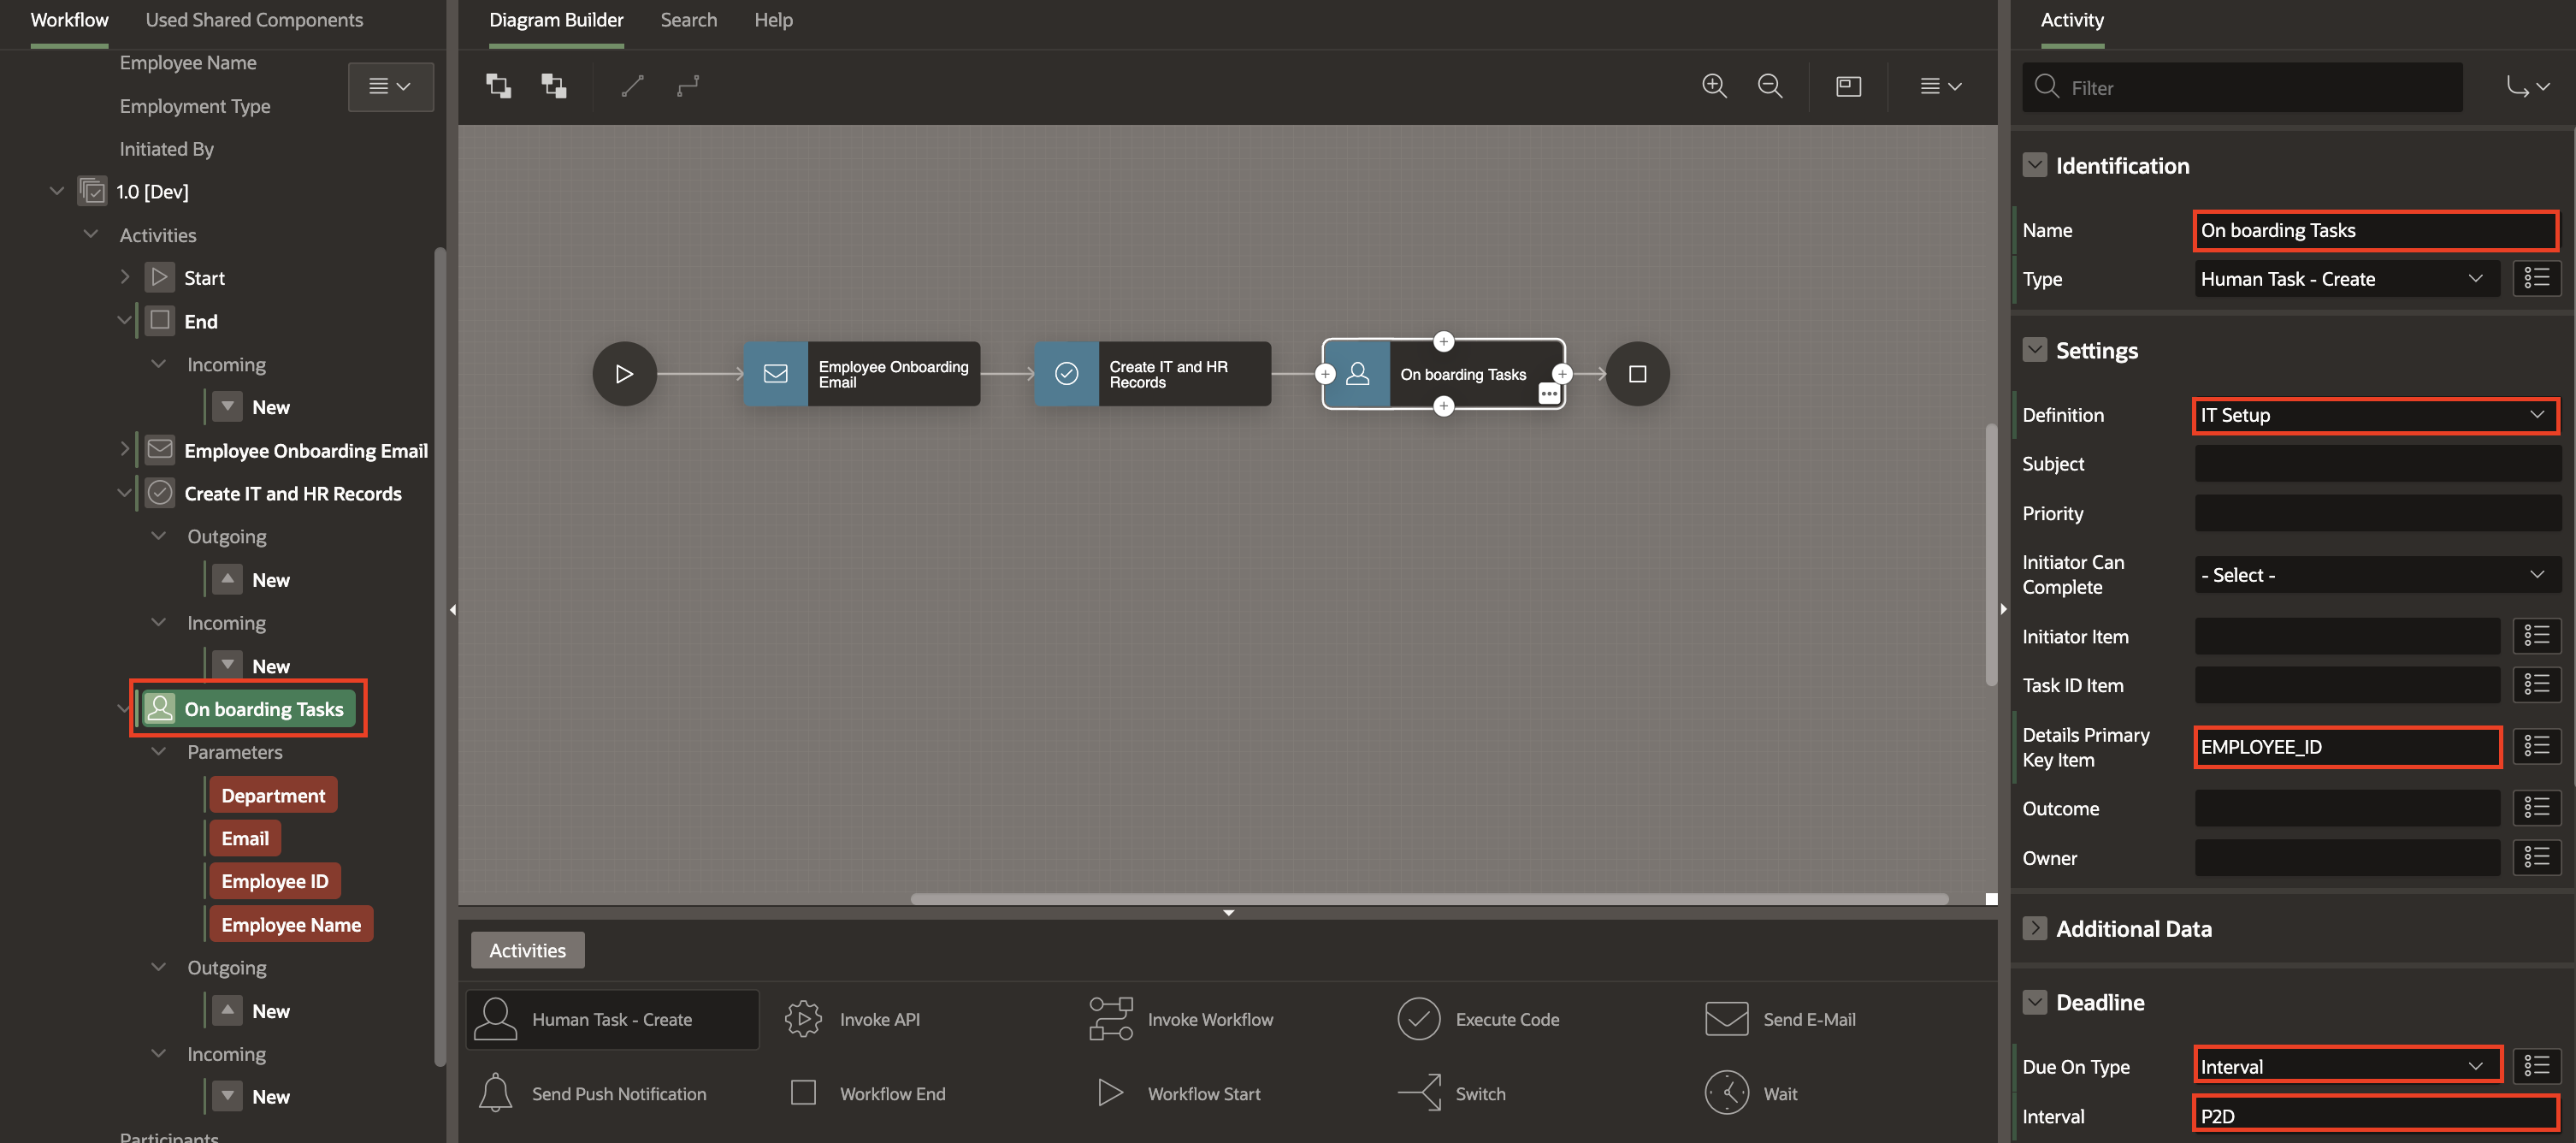 Workflow
Used Shared Components
Employee Name
Employment Type
Initiated By
1.0 [Dev]
Activities
Start
End
Incoming
New
Employee Onboarding Email
Create IT and HR Records
Outgoing
New
Incoming
New
On boarding Tasks
Parameters
Department
Email
Employee ID
Employee Name
Outgoing
New
Incoming
New
Participants
Diagram Builder
Search
Help
Employee Onboarding
Email
Create IT and HR
Records
On boarding Tasks
Activities
Human Task - Create
Invoke API
Invoke Workflow
Execute Code
Send E-Mail
Send Push Notification
Workflow End
Workflow Start
Switch
Wait
Activity
Filter
Identification
Name
On boarding Tasks
Type
Human Task - Create
Settings
Definition
IT Setup
Subject
Priority
Initiator Can
Complete
- Select -
Initiator Item
Task ID Item
Details Primary
Key Item
EMPLOYEE_ID
Outcome
Owner
Additional Data
Deadline
Due On Type
Interval
Interval
P2D